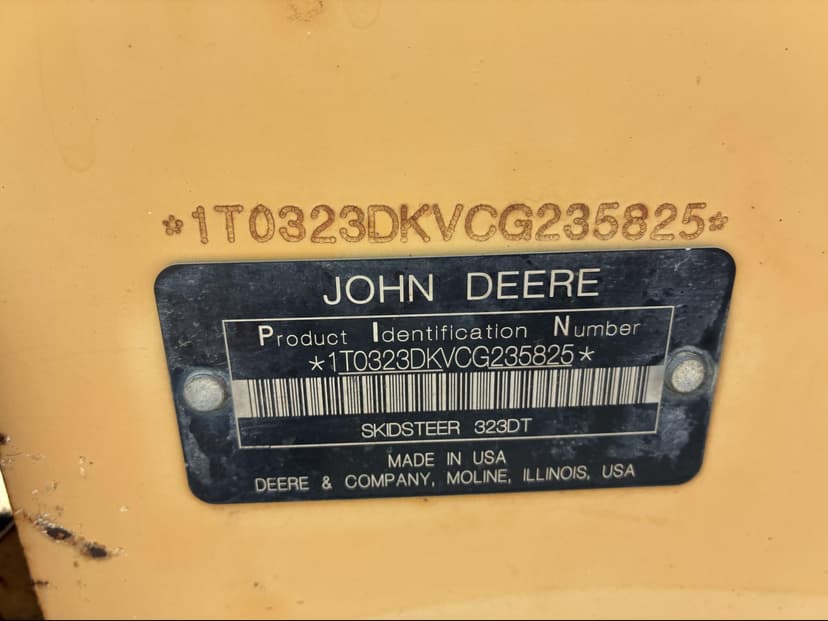 *1T0323DKVCG235825*
JOHN DEERE
Product Identification Number
*1T0323DKVCG235825*
SKIDSTEER 323DT
MADE IN USA
DEERE & COMPANY, MOLINE, ILLINOIS, USA